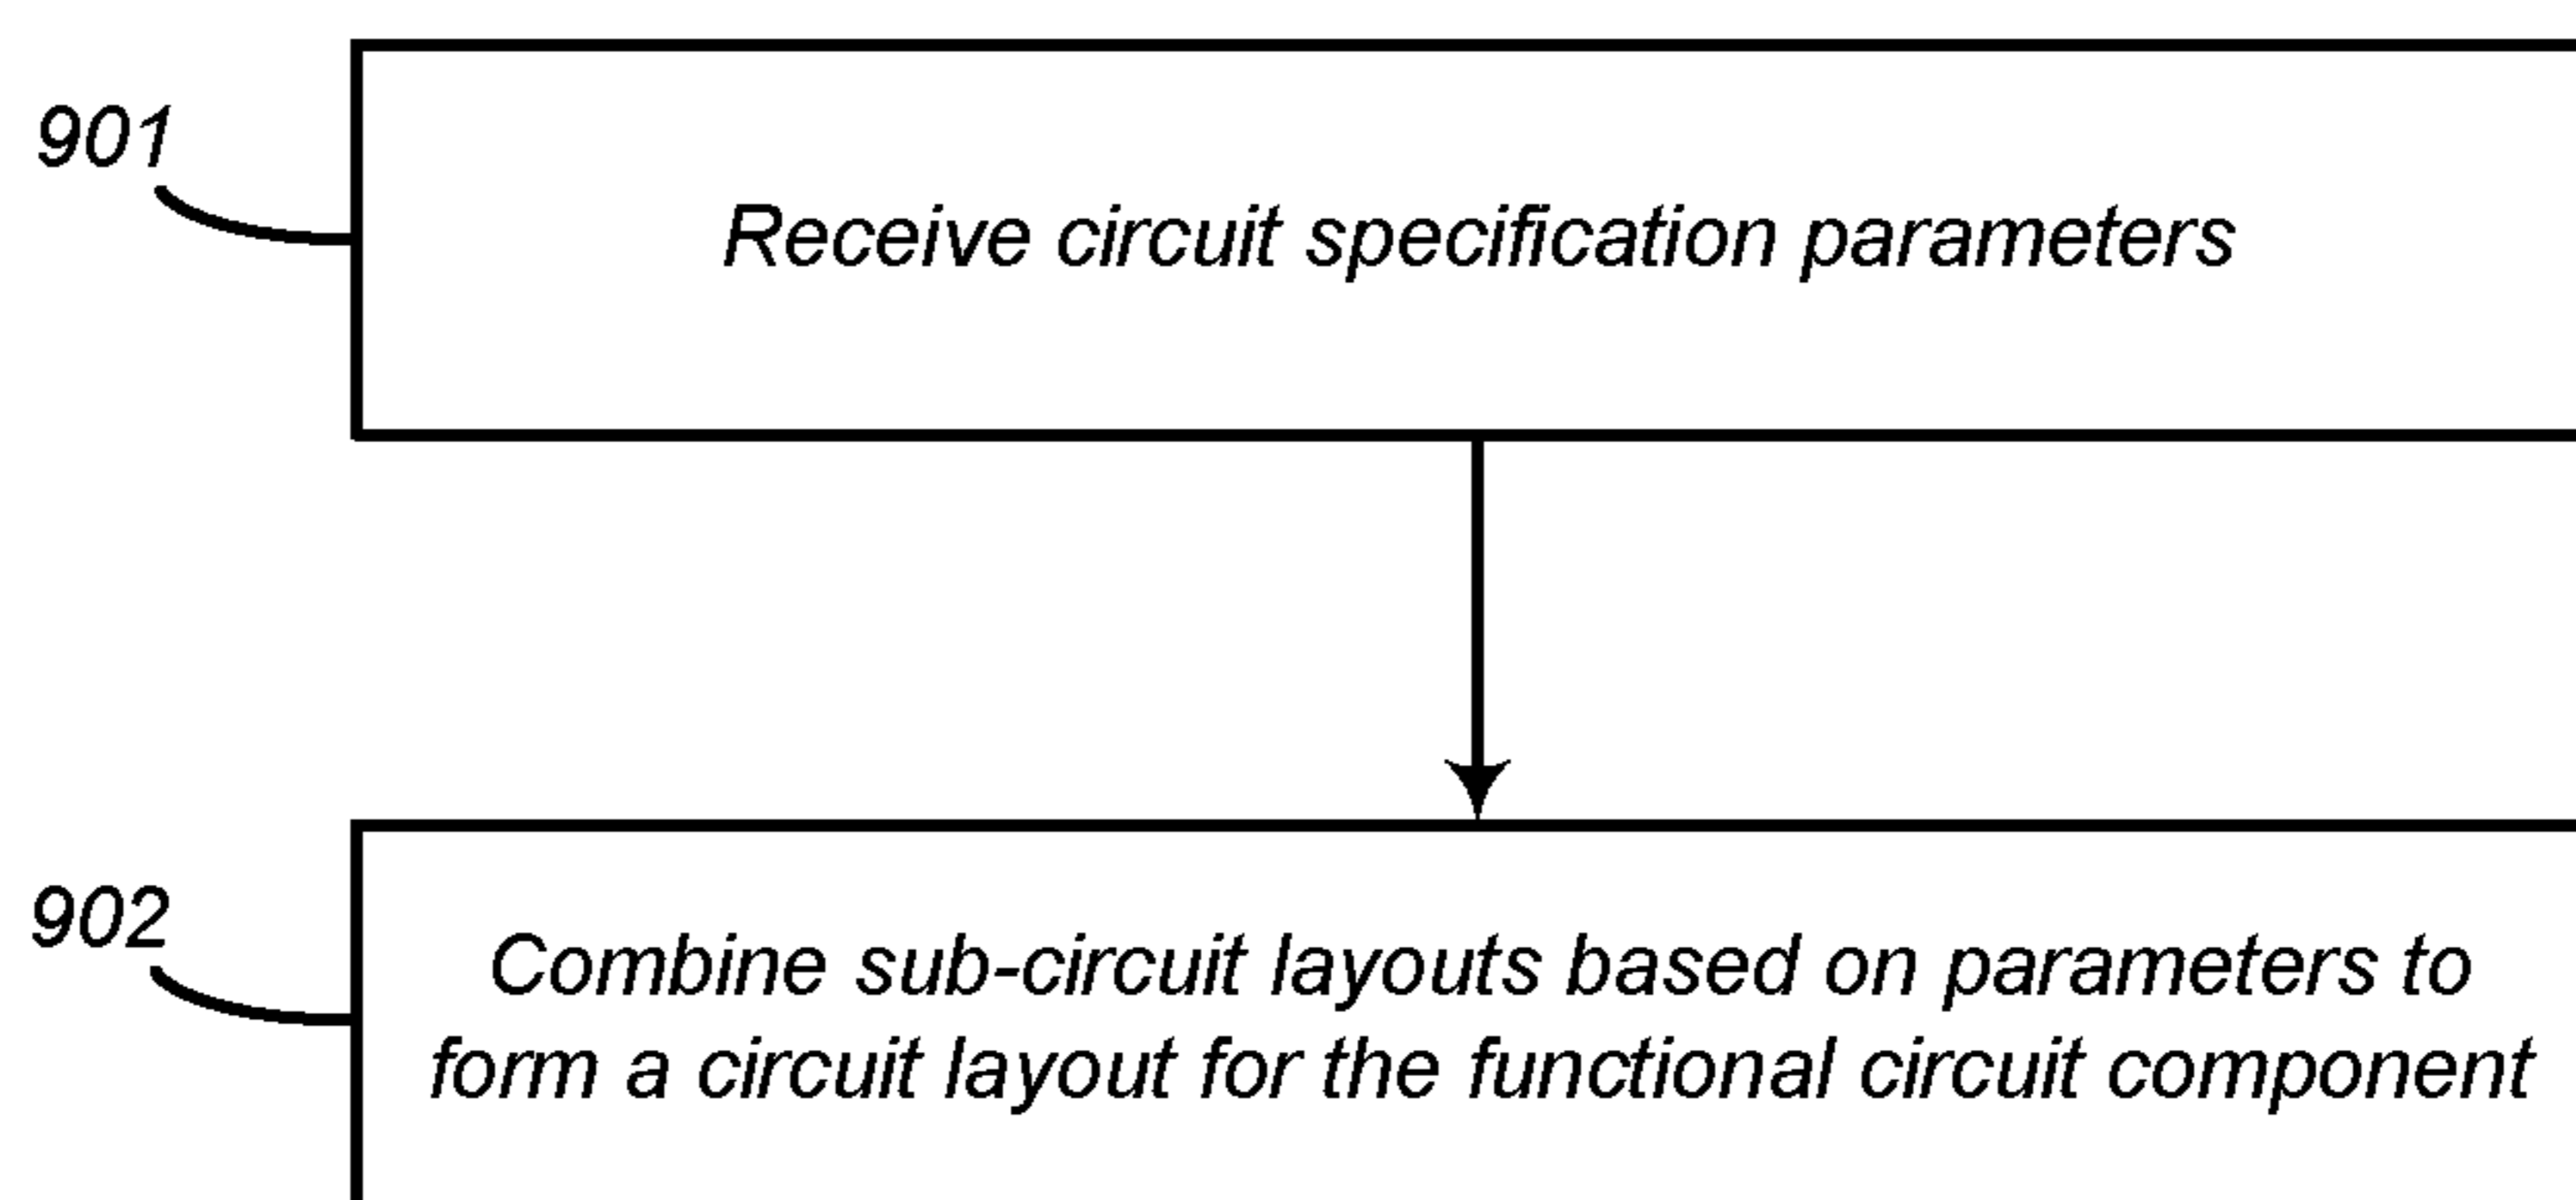 901
Receive circuit specification parameters
902
Combine sub-circuit layouts based on parameters to
form a circuit layout for the functional circuit component